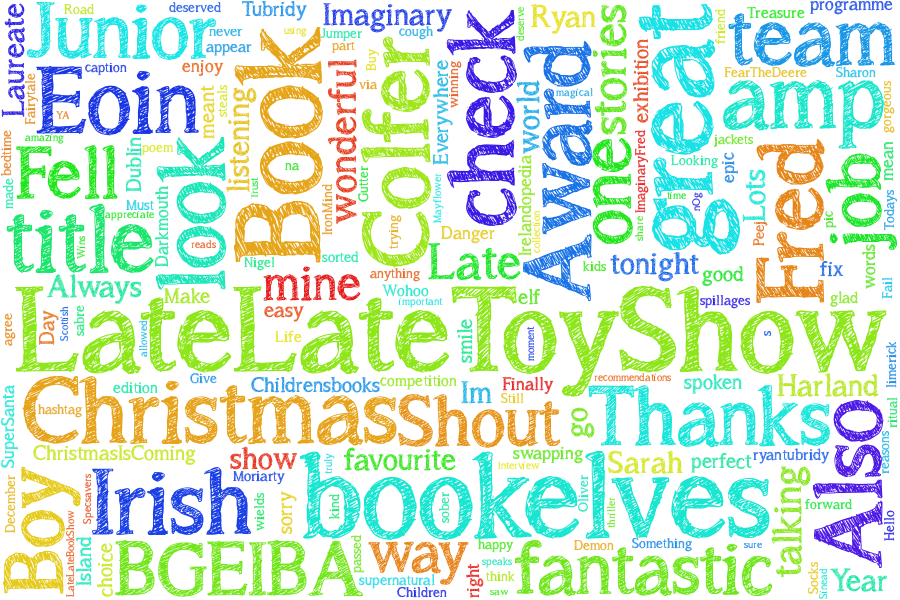 Laureate
Road
deserved
Tubridy
Imaginary
Ryan
stories
great
Treasure
programme
Junior
never
appear
Jumper
cough
check
deserve
friend
team
Eoin
caption
enjoy
Book
using
part
Buy
Colfer
Everywhere
winning
Award
magical
world
one
exhibition
FearTheDeere
Sharon
amp
gorgeous
Fairytale
YA
meant
steals
wonderful
via
bedtime
amazing
Fell
poem
Dublin
look
listening
na
IronMind
Gutter
ImaginaryFred
Looking
jackets
epic
Lots
Fred
job
mean
made
title
appreciate
Must
Darkmouth
trust
trying
Mayflower
Irelandopedia
collection
share
time
nOg
Peej
pic
words
Todays
Wins
reads
Nigel
sorted
Danger
anything
Late
kids
tonight
good
fix
Fail
Always
Make
mine
Wohoo
important
elf
spillages
glad
easy
agree
Day
Scottish
sabre
allowed
Life
LateLateToyShow
smile
moment
s
limerick
SuperSanta
hashtag
edition
Give
Childrensbooks
competition
Im
Finally
Still
recommendations
spoken
Harland
ritual
ChristmasIsComing
Christmas
Shout
go
Thanks
Also
reasons
show
favourite
swapping
Sarah
perfect
ryantubridy
December
Boy
Specsavers
LateLateBookShow
Irish
Moriarty
wields
sorry
truly
kind
bookelves
sober
Interview
Oliver
thriller
talking
forward
Hello
island
choice
BGEIBA
passed
supernatural
way
Children
right
happy
speaks
think
saw
fantastic
Demon
Something
sure
Socks
Sinead
Year